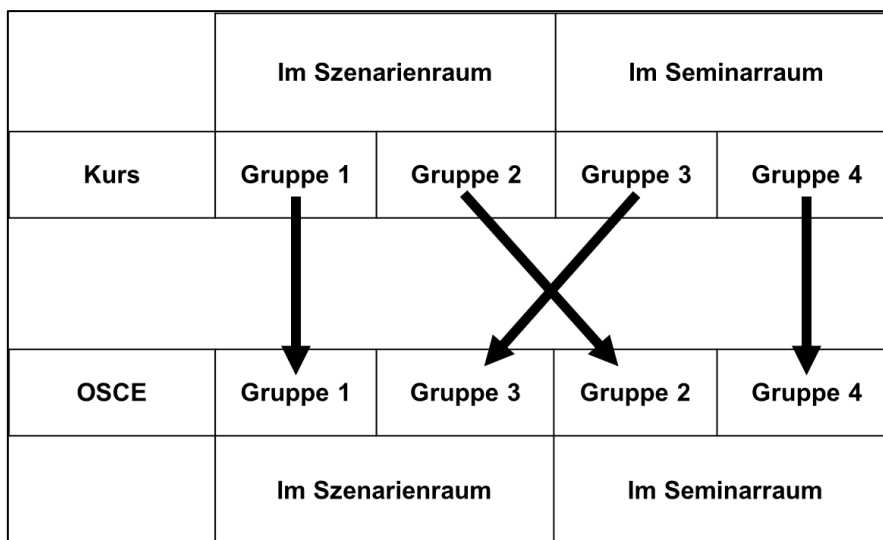 Im Szenarienraum Im Seminarraum
Kurs Gruppe 1 Gruppe 2 Gruppe 3 Gruppe 4
OSCE Gruppe 1 Gruppe 3 Gruppe 2 Gruppe 4
Im Szenarienraum Im Seminarraum